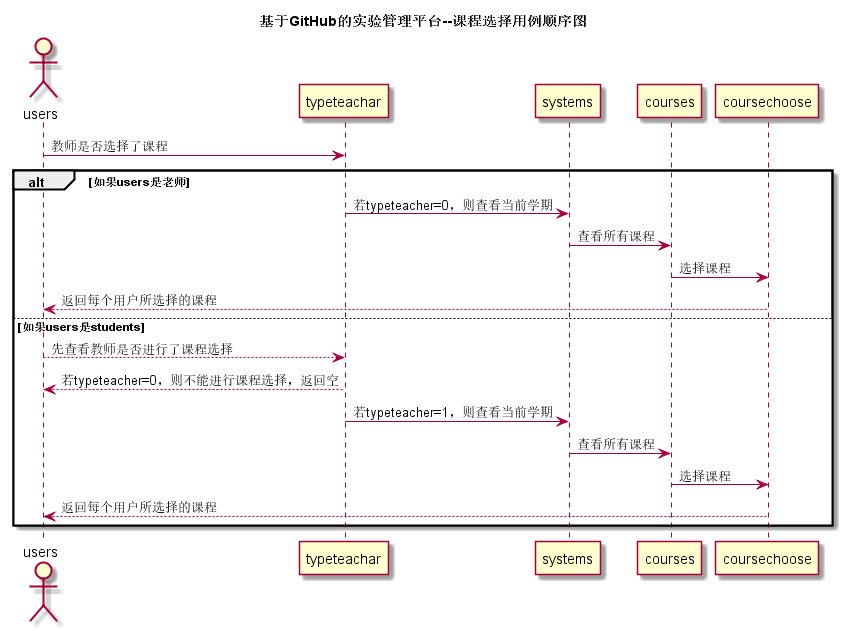 基于GitHub的实验管理平台--课程选择用例顺序图
users
typeteachar
systems
courses
coursechoose
教师是否选择了课程
alt
[如果users是老师]
若typeteacher=0，则查看当前学期
查看所有课程
选择课程
返回每个用户所选择的课程
[如果users是students]
先查看教师是否进行了课程选择
若typeteacher=0，则不能进行课程选择，返回空
若typeteacher=1，则查看当前学期
查看所有课程
选择课程
返回每个用户所选择的课程
users
typeteachar
systems
courses
coursechoose